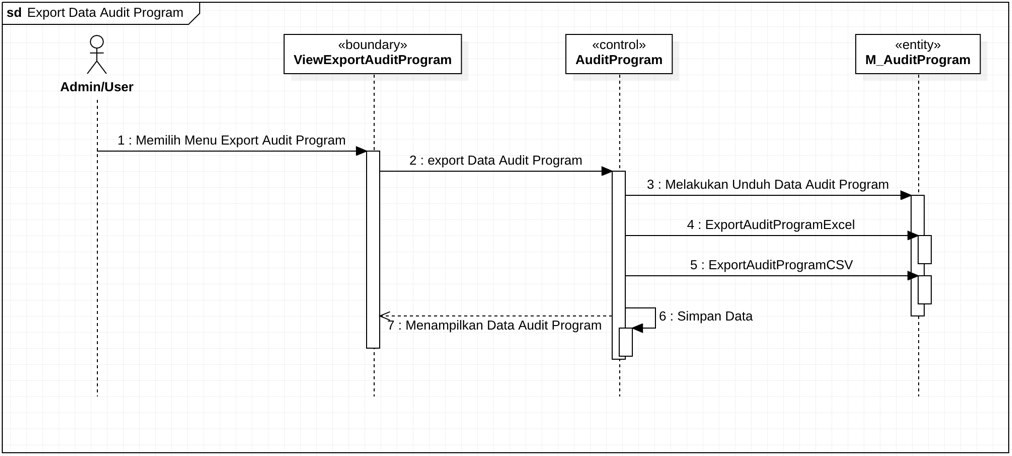 sd Export Data Audit Program
«boundary»
ViewExportAuditProgram
«control»
AuditProgram
«entity»
M_AuditProgram
Admin/User
1 : Memilih Menu Export Audit Program
2 : export Data Audit Program
3 : Melakukan Unduh Data Audit Program
4 : ExportAuditProgramExcel
5 : ExportAuditProgramCSV
6 : Simpan Data
7 : Menampilkan Data Audit Program